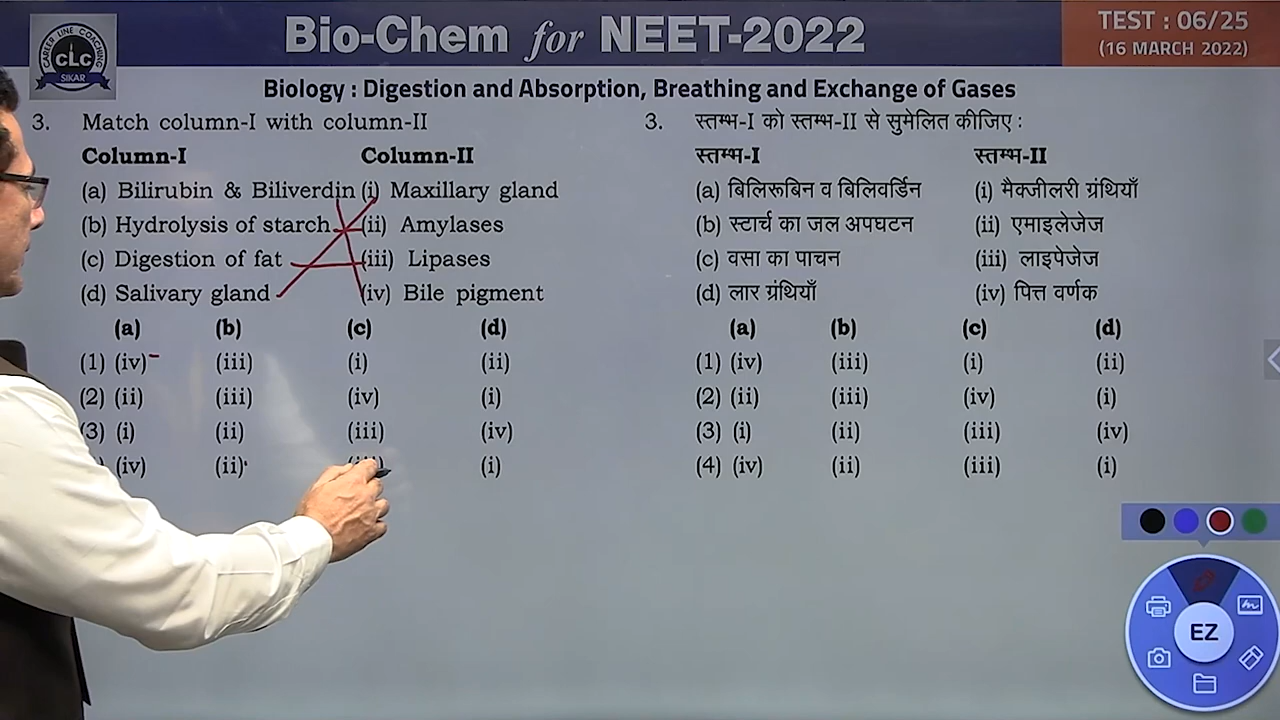 Bio-Chem for NEET-2022
TEST : 06/25
(16 MARCH 2022)
CAREER LINE COACHING
CLC
SIKAR
Biology : Digestion and Absorption, Breathing and Exchange of Gases
3. Match column-I with column-II
Column-I Column-II
(a) Bilirubin & Biliverdin (i) Maxillary gland
(b) Hydrolysis of starch (ii) Amylases
(c) Digestion of fat (iii) Lipases
(d) Salivary gland (iv) Bile pigment
(a) (b) (c) (d)
(1) (iv) (iii) (i) (ii)
(2) (ii) (iii) (iv) (i)
(3) (i) (ii) (iii) (iv)
(iv) (ii) (i)
3. स्तम्भ-I को स्तम्भ-II से सुमेलित कीजिए :
स्तम्भ-I स्तम्भ-II
(a) बिलिरूबिन व बिलिवर्डिन (i) मैक्जीलरी ग्रंथियाँ
(b) स्टार्च का जल अपघटन (ii) एमाइलेजेज
(c) वसा का पाचन (iii) लाइपेजेज
(d) लार ग्रंथियाँ (iv) पित्त वर्णक
(a) (b) (c) (d)
(1) (iv) (iii) (i) (ii)
(2) (ii) (iii) (iv) (i)
(3) (i) (ii) (iii) (iv)
(4) (iv) (ii) (iii) (i)
EZ